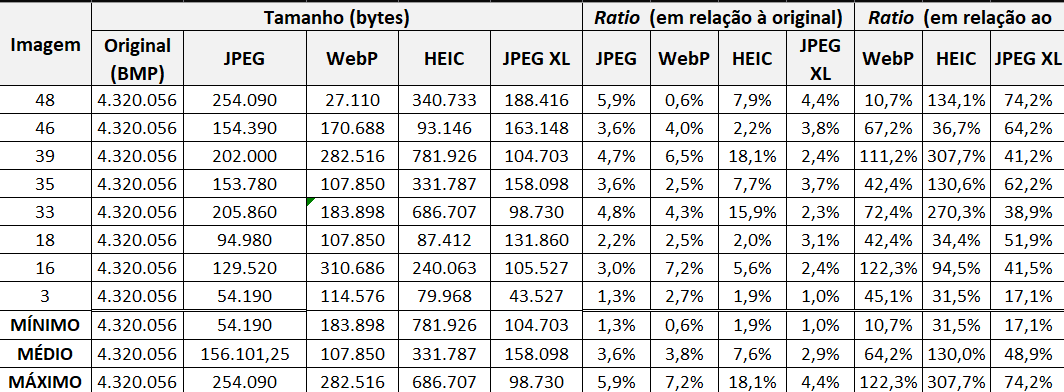 Tamanho (bytes) Ratio (em relação à original) Ratio (em relação ao
Imagem Original (BMP) JPEG WebP HEIC JPEG XL JPEG WebP HEIC JPEG XL WebP HEIC JPEG XL
48 4.320.056 254.090 27.110 340.733 188.416 5,9% 0,6% 7,9% 4,4% 10,7% 134,1% 74,2%
46 4.320.056 154.390 170.688 93.146 163.148 3,6% 4,0% 2,2% 3,8% 67,2% 36,7% 64,2%
39 4.320.056 202.000 282.516 781.926 104.703 4,7% 6,5% 18,1% 2,4% 111,2% 307,7% 41,2%
35 4.320.056 153.780 107.850 331.787 158.098 3,6% 2,5% 7,7% 3,7% 42,4% 130,6% 62,2%
33 4.320.056 205.860 183.898 686.707 98.730 4,8% 4,3% 15,9% 2,3% 72,4% 270,3% 38,9%
18 4.320.056 94.980 107.850 87.412 131.860 2,2% 2,5% 2,0% 3,1% 42,4% 34,4% 51,9%
16 4.320.056 129.520 310.686 240.063 105.527 3,0% 7,2% 5,6% 2,4% 122,3% 94,5% 41,5%
3 4.320.056 54.190 114.576 79.968 43.527 1,3% 2,7% 1,9% 1,0% 45,1% 31,5% 17,1%
MÍNIMO 4.320.056 54.190 183.898 781.926 104.703 1,3% 0,6% 1,9% 1,0% 10,7% 31,5% 17,1%
MÉDIO 4.320.056 156.101,25 107.850 331.787 158.098 3,6% 3,8% 7,6% 2,9% 64,2% 130,0% 48,9%
MÁXIMO 4.320.056 254.090 282.516 686.707 98.730 5,9% 7,2% 18,1% 4,4% 122,3% 307,7% 74,2%